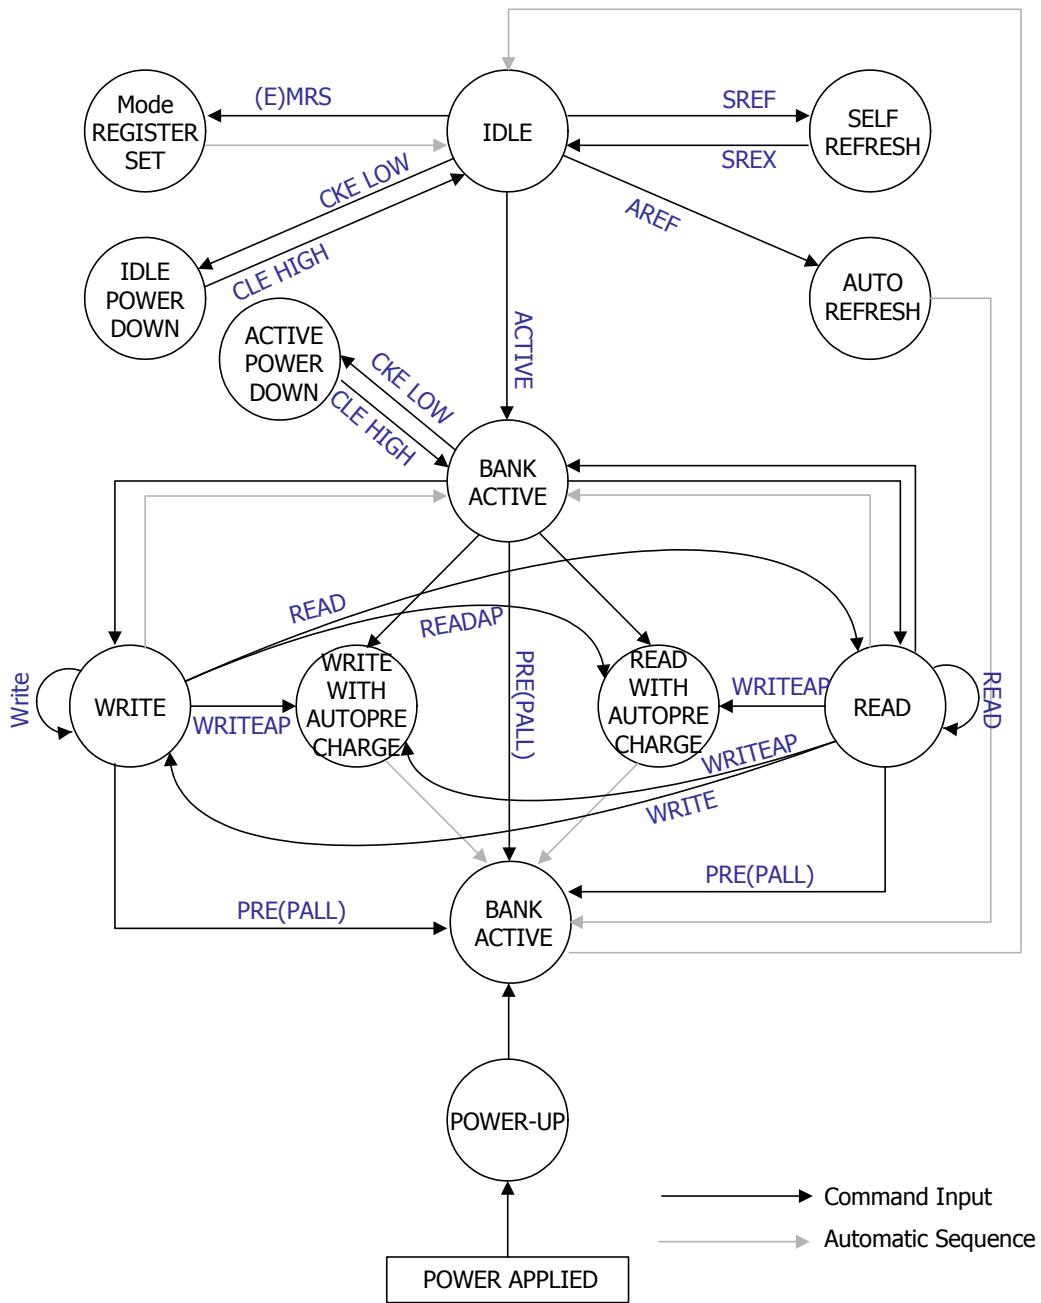 (E)MRS
Mode
REGISTER
SET
IDLE
SREF
SREX
SELF
REFRESH
CKE LOW
CLE HIGH
AREF
IDLE
POWER
DOWN
AUTO
REFRESH
ACTIVE
POWER
DOWN
CKE LOW
CLE HIGH
ACTIVE
BANK
ACTIVE
READ
READAP
Write
WRITE
WRITEAP
WRITE
WITH
AUTOPRE
CHARGE
PRE(PALL)
READ
WITH
AUTOPRE
CHARGE
WRITEAP
READ
READ
WRITEAP
WRITE
PRE(PALL)
PRE(PALL)
BANK
ACTIVE
POWER-UP
POWER APPLIED
Command Input
Automatic Sequence